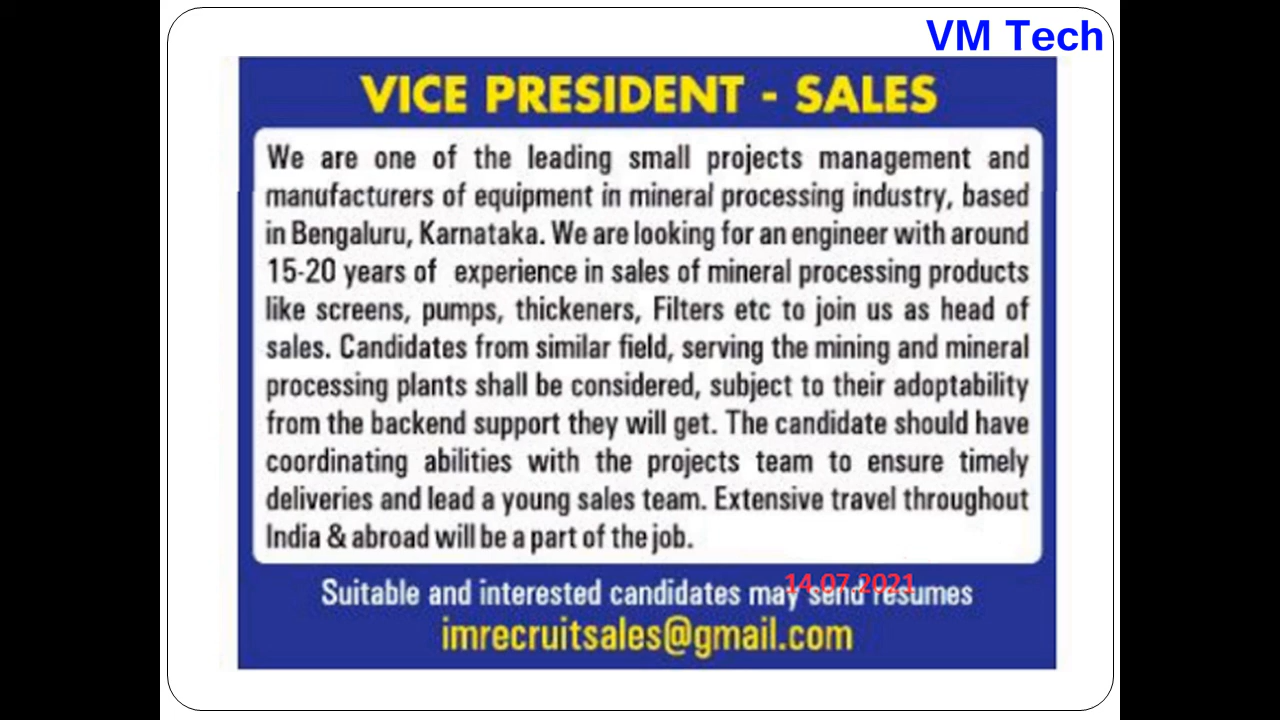 VM Tech
VICE PRESIDENT - SALES
We are one of the leading small projects management and
manufacturers of equipment in mineral processing industry, based
in Bengaluru, Karnataka. We are looking for an engineer with around
15-20 years of experience in sales of mineral processing products
like screens, pumps, thickeners, Filters etc to join us as head of
sales. Candidates from similar field, serving the mining and mineral
processing plants shall be considered, subject to their adoptability
from the backend support they will get. The candidate should have
coordinating abilities with the projects team to ensure timely
deliveries and lead a young sales team. Extensive travel throughout
India & abroad will be a part of the job.
14.07.2021
Suitable and interested candidates may send resumes
imrecruitsales@gmail.com